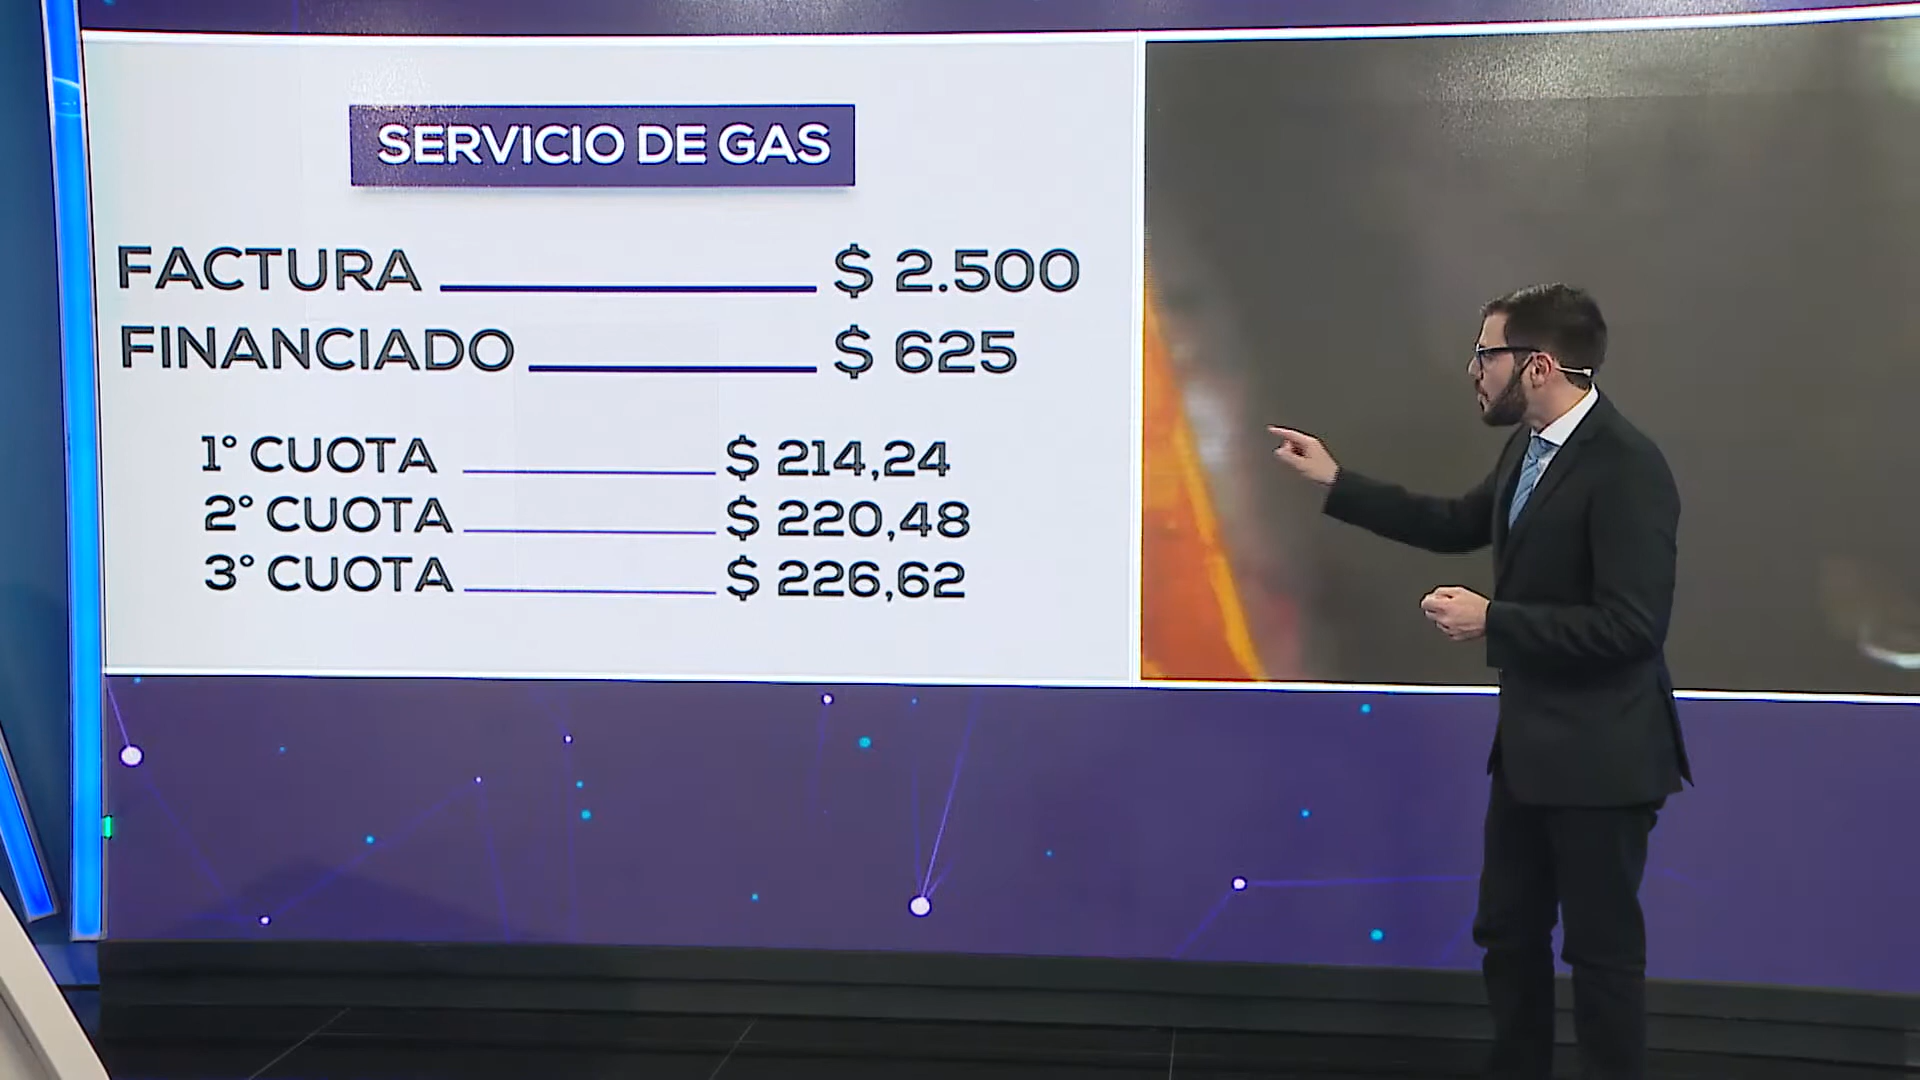 SERVICIO DE GAS
FACTURA $ 2.500
FINANCIADO $ 625
1° CUOTA $ 214,24
2° CUOTA $ 220,48
3° CUOTA $ 226,62